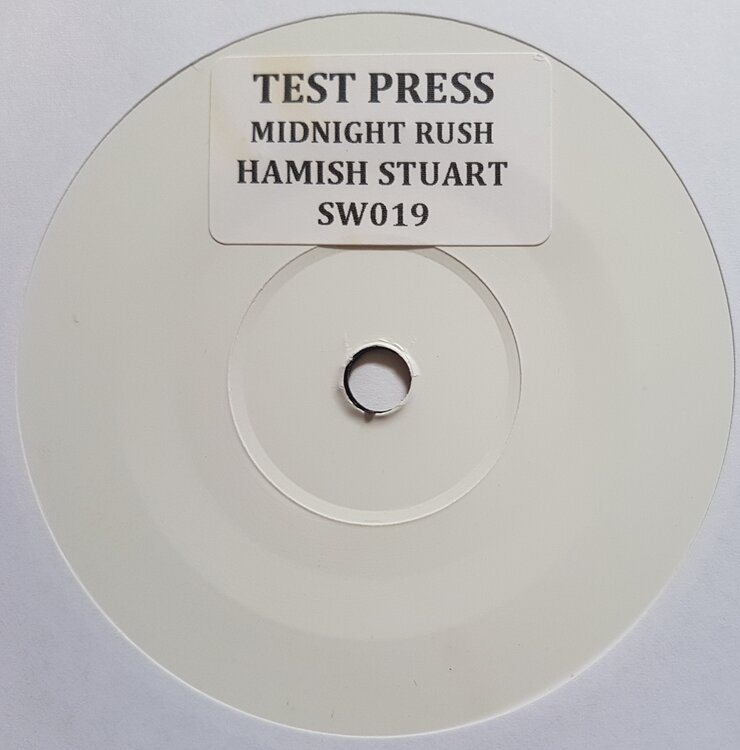 TEST PRESS
MIDNIGHT RUSH
HAMISH STUART
SW019